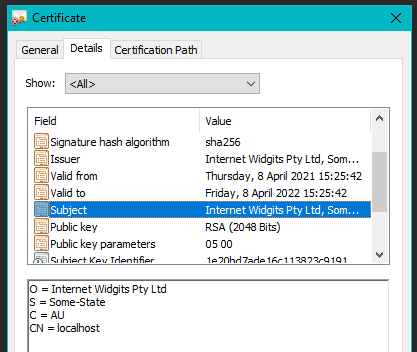 Certificate
General Details Certification Path
Show: <All>
Field Value
Signature hash algorithm sha256
Issuer Internet Widgits Pty Ltd, Som...
Valid from Thursday, 8 April 2021 15:25:42
Valid to Friday, 8 April 2022 15:25:42
Subject Internet Widgits Pty Ltd, Som...
Public key RSA (2048 Bits)
Public key parameters 05 00
Subject Key Identifier 1e20bd7ade16c113823c9191
O = Internet Widgits Pty Ltd
S = Some-State
C = AU
CN = localhost